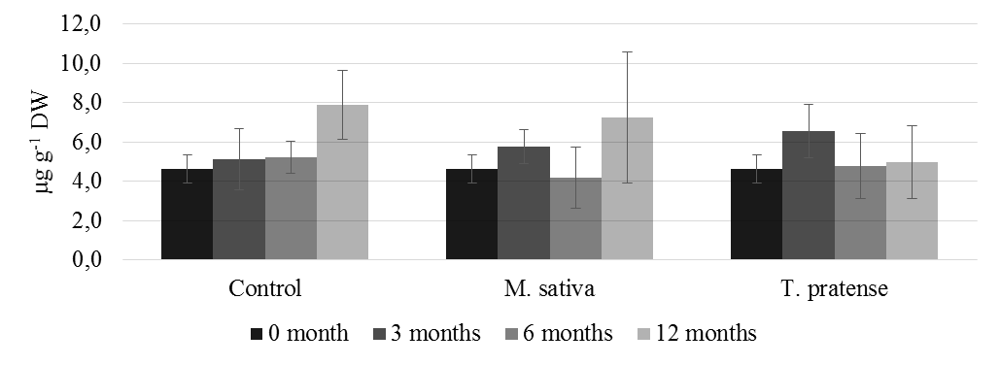 12,0
10,0
8,0
6,0
4,0
2,0
0,0
µg g⁻¹ DW
Control M. sativa T. pratense
0 month 3 months 6 months 12 months